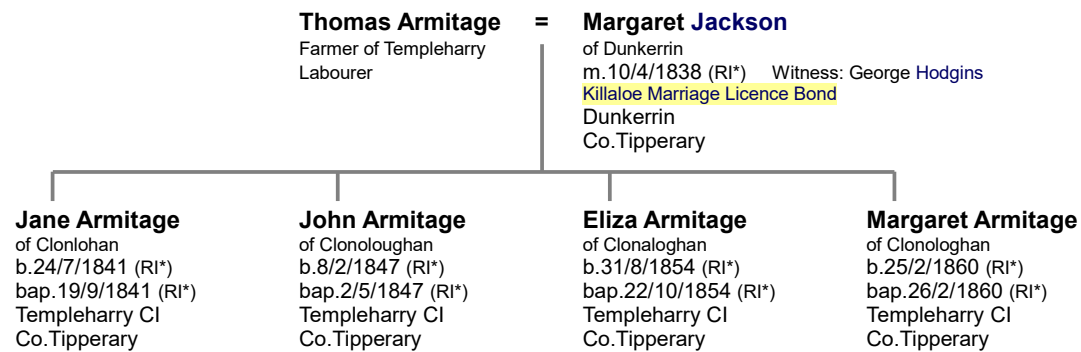 Thomas Armitage = Margaret Jackson
Farmer of Templeharry of Dunkerrin
Labourer m.10/4/1838 (RI*) Witness: George Hodgins
Killaloe Marriage Licence Bond
Dunkerrin
Co.Tipperary
Jane Armitage John Armitage Eliza Armitage Margaret Armitage
of Clonlohan of Clonoloughan of Clonaloghan of Clonologhan
b.24/7/1841 (RI*) b.8/2/1847 (RI*) b.31/8/1854 (RI*) b.25/2/1860 (RI*)
bap.19/9/1841 (RI*) bap.2/5/1847 (RI*) bap.22/10/1854 (RI*) bap.26/2/1860 (RI*)
Templeharry CI Templeharry CI Templeharry CI Templeharry CI
Co.Tipperary Co.Tipperary Co.Tipperary Co.Tipperary